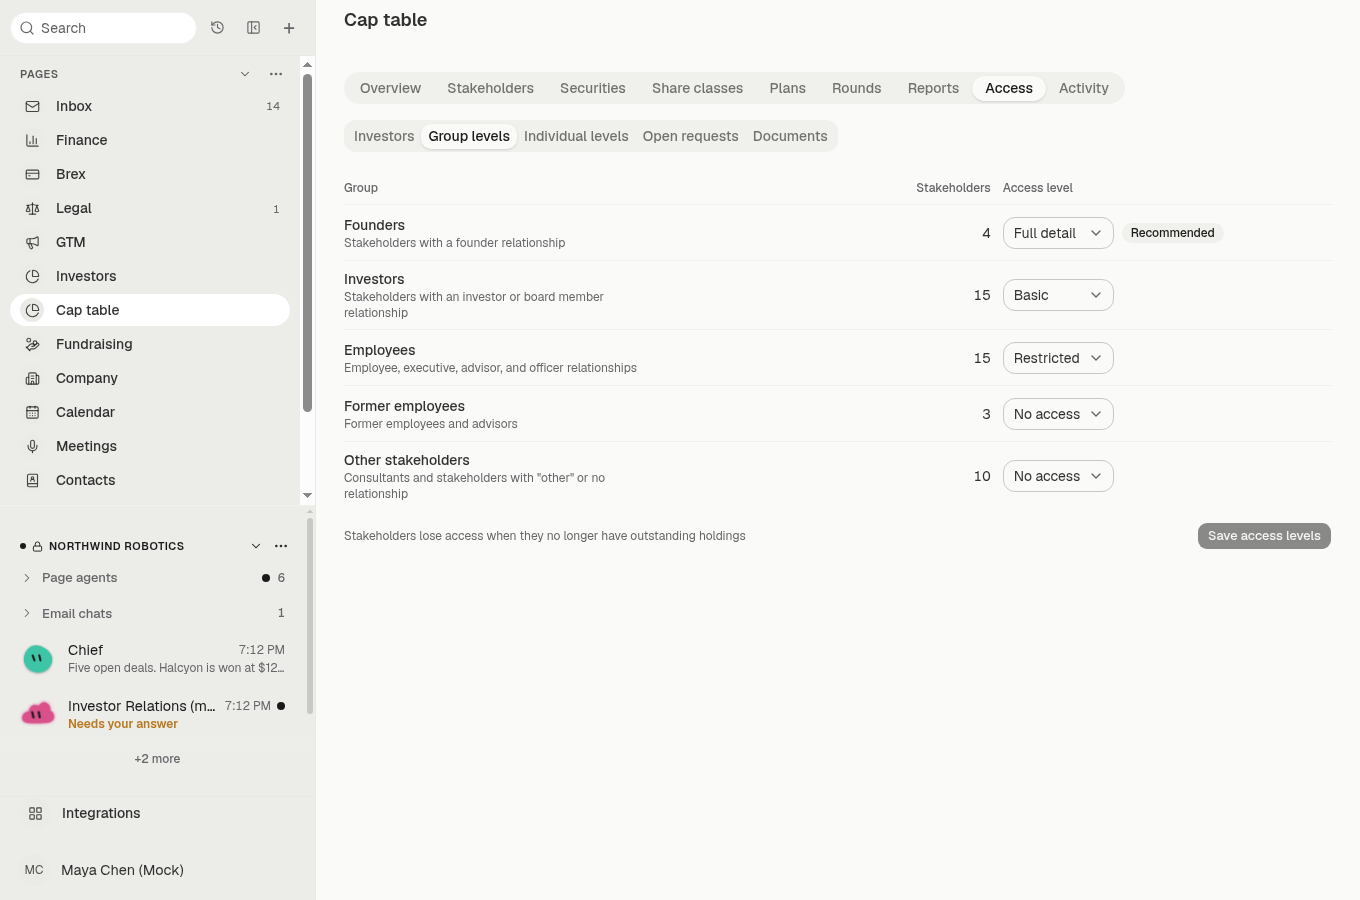 Search
PAGES
Inbox 14
Finance
Brex
Legal 1
GTM
Investors
Cap table
Fundraising
Company
Calendar
Meetings
Contacts
NORTHWIND ROBOTICS
Page agents 6
Email chats 1
Chief 7:12 PM
Five open deals. Halcyon is won at $12…
Investor Relations (m… 7:12 PM
Needs your answer
+2 more
Integrations
MC Maya Chen (Mock)
Cap table
Overview Stakeholders Securities Share classes Plans Rounds Reports Access Activity
Investors Group levels Individual levels Open requests Documents
Group Stakeholders Access level
Founders
Stakeholders with a founder relationship
4 Full detail Recommended
Investors
Stakeholders with an investor or board member
relationship
15 Basic
Employees
Employee, executive, advisor, and officer relationships
15 Restricted
Former employees
Former employees and advisors
3 No access
Other stakeholders
Consultants and stakeholders with "other" or no
relationship
10 No access
Stakeholders lose access when they no longer have outstanding holdings
Save access levels